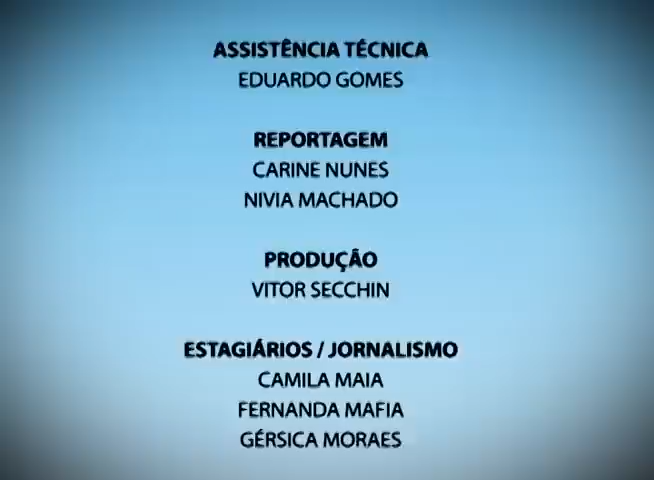 ASSISTÊNCIA TÉCNICA
EDUARDO GOMES
REPORTAGEM
CARINE NUNES
NIVIA MACHADO
PRODUÇÃO
VITOR SECCHIN
ESTAGIÁRIOS / JORNALISMO
CAMILA MAIA
FERNANDA MAFIA
GÉRSICA MORAES